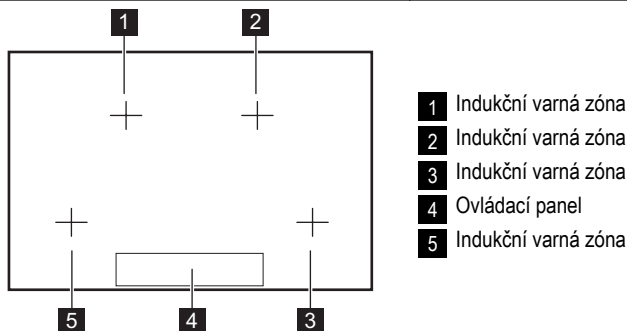 1 2
1 Indukční varná zóna
2 Indukční varná zóna
3 Indukční varná zóna
4 Ovládací panel
5 Indukční varná zóna
5 4 3